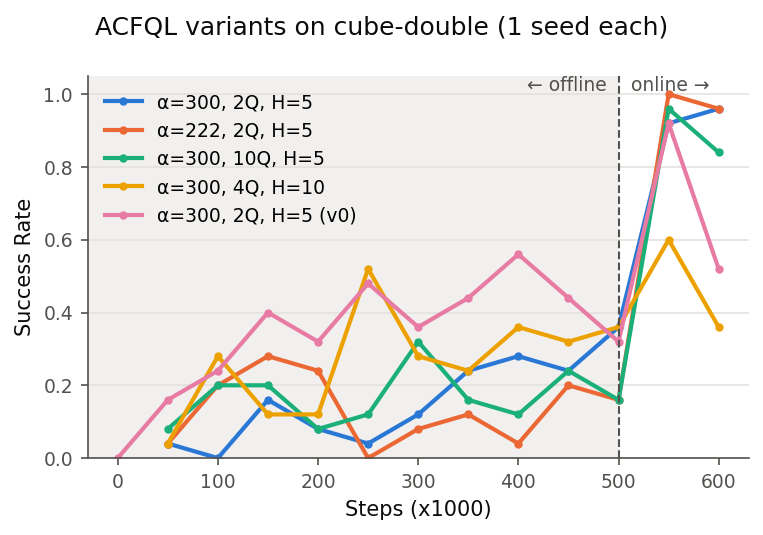 ACFQL variants on cube-double (1 seed each)
← offline
online →
α=300, 2Q, H=5
α=222, 2Q, H=5
α=300, 10Q, H=5
α=300, 4Q, H=10
α=300, 2Q, H=5 (v0)
Success Rate
1.0
0.8
0.6
0.4
0.2
0.0
0
100
200
300
400
500
600
Steps (x1000)